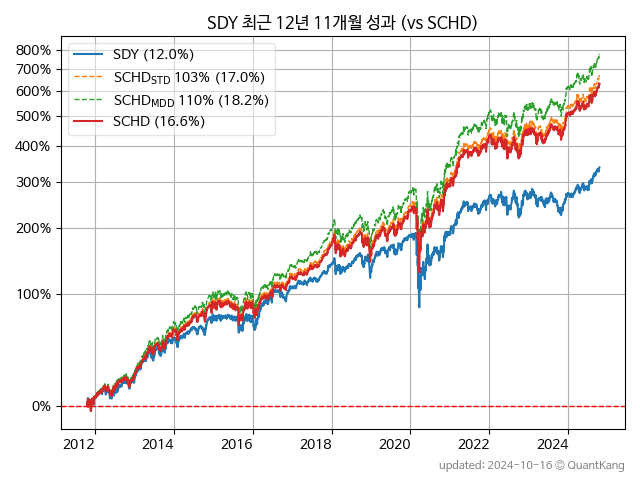 SDY 최근 12년 11개월 성과 (vs SCHD)
SDY (12.0%)
SCHD_STD 103% (17.0%)
SCHD_MDD 110% (18.2%)
SCHD (16.6%)
800%
700%
600%
500%
400%
300%
200%
100%
0%
2012 2014 2016 2018 2020 2022 2024
updated: 2024-10-16 © QuantKang